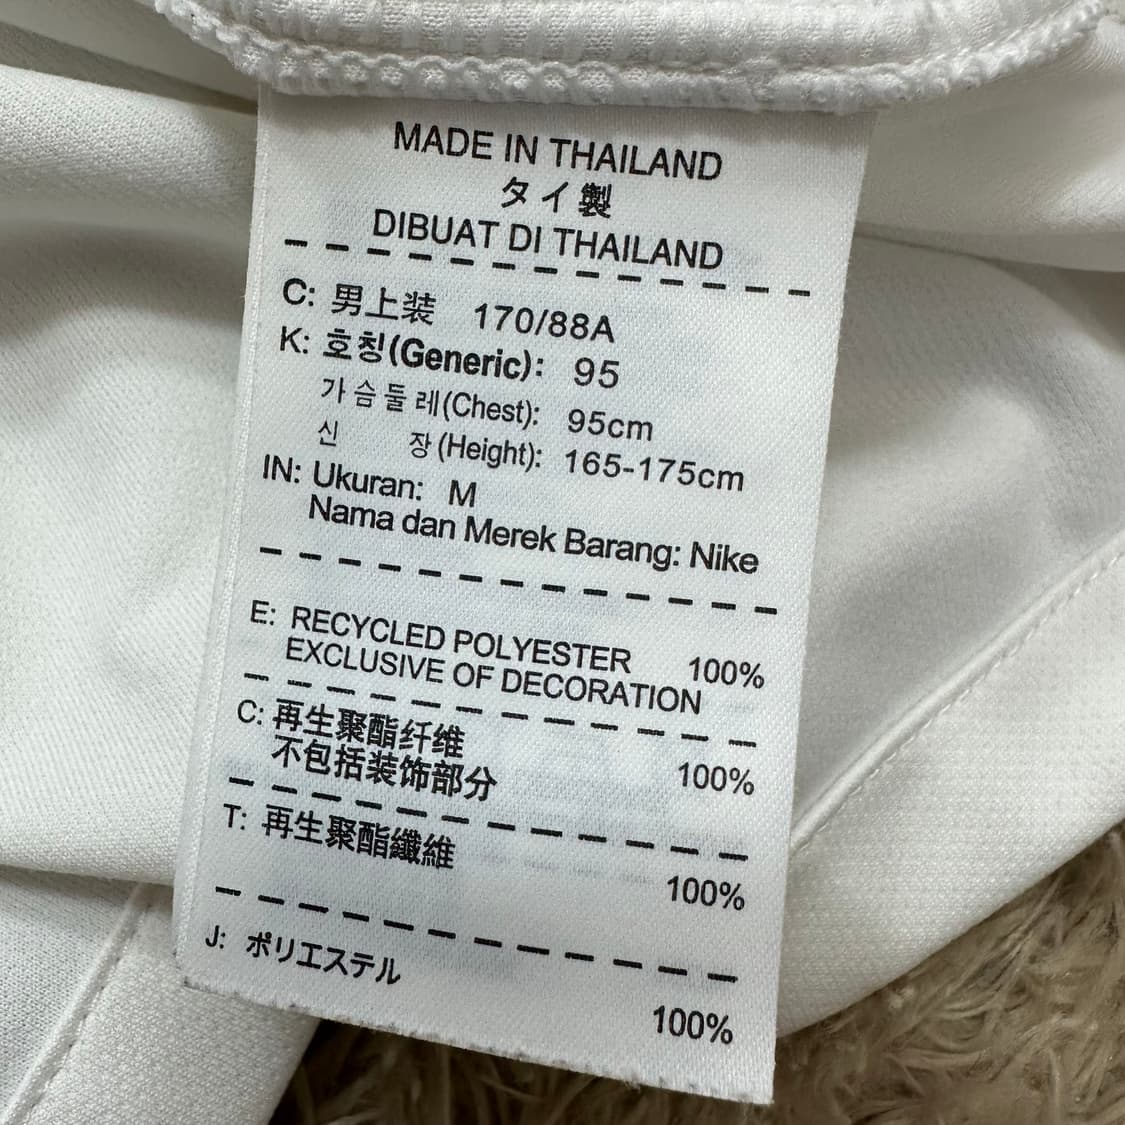 MADE IN THAILAND
タイ製
DIBUAT DI THAILAND
C: 男上装 170/88A
K: 호칭(Generic): 95
가슴둘레(Chest): 95cm
신 장(Height): 165-175cm
IN: Ukuran: M
Nama dan Merek Barang: Nike
E: RECYCLED POLYESTER 100%
EXCLUSIVE OF DECORATION
C: 再生聚酯纤维 100%
不包括装饰部分
T: 再生聚酯纖維 100%
J: ポリエステル 100%